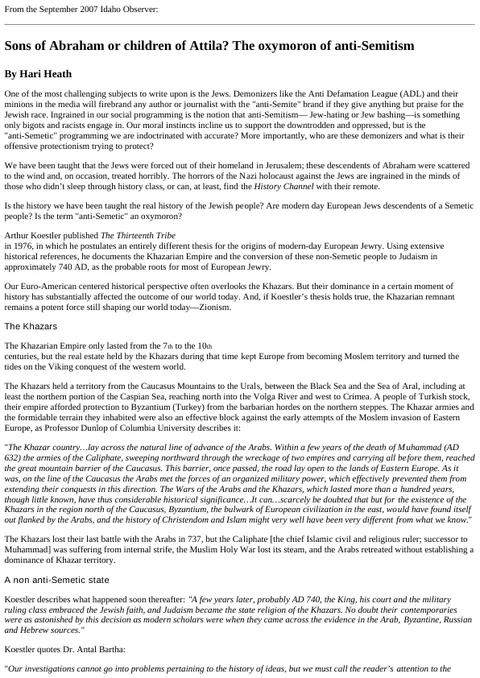 From the September 2007 Idaho Observer:
Sons of Abraham or children of Attila? The oxymoron of anti-Semitism
By Hari Heath
One of the most challenging subjects to write upon is the Jews. Demonizers like the Anti Defamation League (ADL) and their
minions in the media will firebrand any author or journalist with the "anti-Semite" brand if they give anything but praise for the
Jewish race. Ingrained in our social programming is the notion that anti-Semitism— Jew-hating or Jew bashing—is something
only bigots and racists engage in. Our moral instincts incline us to support the downtrodden and oppressed, but is the
"anti-Semetic" programming we are indoctrinated with accurate? More importantly, who are these demonizers and what is their
offensive protectionism trying to protect?
We have been taught that the Jews were forced out of their homeland in Jerusalem; these descendents of Abraham were scattered
to the wind and, on occasion, treated horribly. The horrors of the Nazi holocaust against the Jews are ingrained in the minds of
those who didn't sleep through history class, or can, at least, find the History Channel with their remote.
Is the history we have been taught the real history of the Jewish people? Are modern day European Jews descendents of a Semetic
people? Is the term "anti-Semetic" an oxymoron?
Arthur Koestler published The Thirteenth Tribe
in 1976, in which he postulates an entirely different thesis for the origins of modern-day European Jewry. Using extensive
historical references, he documents the Khazarian Empire and the conversion of these non-Semetic people to Judaism in
approximately 740 AD, as the probable roots for most of European Jewry.
Our Euro-American centered historical perspective often overlooks the Khazars. But their dominance in a certain moment of
history has substantially affected the outcome of our world today. And, if Koestler's thesis holds true, the Khazarian remnant
remains a potent force still shaping our world today—Zionism.
The Khazars
The Khazarian Empire only lasted from the 7th to the 10th
centuries, but the real estate held by the Khazars during that time kept Europe from becoming Moslem territory and turned the
tides on the Viking conquest of the western world.
The Khazars held a territory from the Caucasus Mountains to the Urals, between the Black Sea and the Sea of Aral, including at
least the northern portion of the Caspian Sea, reaching north into the Volga River and west to Crimea. A people of Turkish stock,
their empire afforded protection to Byzantium (Turkey) from the barbarian hordes on the northern steppes. The Khazar armies and
the formidable terrain they inhabited were also an effective block against the early attempts of the Moslem invasion of Eastern
Europe, as Professor Dunlop of Columbia University describes it:
"The Khazar country…lay across the natural line of advance of the Arabs. Within a few years of the death of Muhammad (AD
632) the armies of the Caliphate, sweeping northward through the wreckage of two empires and carrying all before them, reached
the great mountain barrier of the Caucasus. This barrier, once passed, the road lay open to the lands of Eastern Europe. As it
was, on the line of the Caucasus the Arabs met the forces of an organized military power, which effectively prevented them from
extending their conquests in this direction. The Wars of the Arabs and the Khazars, which lasted more than a hundred years,
though little known, have thus considerable historical significance…It can…scarcely be doubted that but for the existence of the
Khazars in the region north of the Caucasus, Byzantium, the bulwark of European civilization in the east, would have found itself
out flanked by the Arabs, and the history of Christendom and Islam might very well have been very different from what we know."
The Khazars lost their last battle with the Arabs in 737, but the Caliphate [the chief Islamic civil and religious ruler; successor to
Muhammad] was suffering from internal strife, the Muslim Holy War lost its steam, and the Arabs retreated without establishing a
dominance of Khazar territory.
A non anti-Semetic state
Koestler describes what happened soon thereafter: "A few years later, probably AD 740, the King, his court and the military
ruling class embraced the Jewish faith, and Judaism became the state religion of the Khazars. No doubt their contemporaries
were as astonished by this decision as modern scholars were when they came across the evidence in the Arab, Byzantine, Russian
and Hebrew sources."
Koestler quotes Dr. Antal Bartha:
"Our investigations cannot go into problems pertaining to the history of ideas, but we must call the reader's attention to the